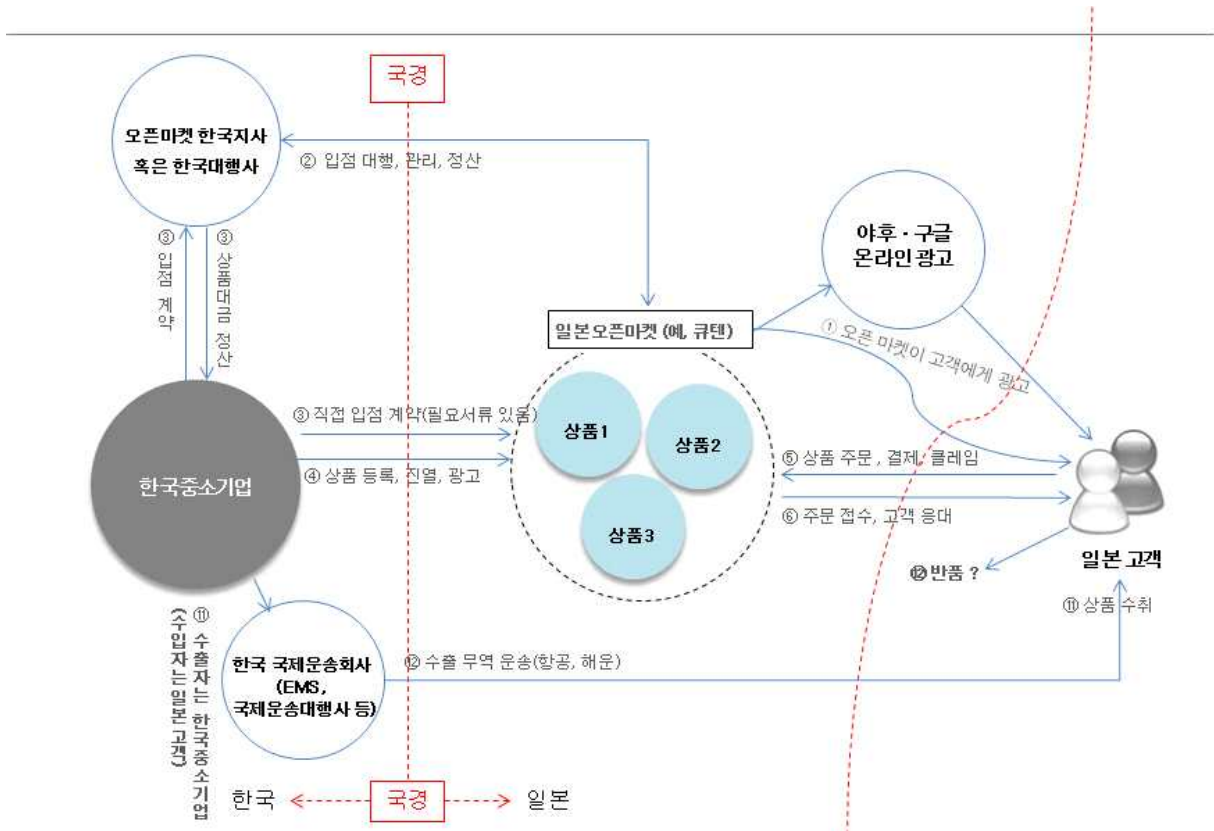 국경
오픈마켓 한국지사
혹은 한국대행사
② 입점 대행, 관리, 정산
③ 입점 계약
③ 상품대금 정산
야후 · 구글
온라인 광고
일본오픈마켓 (예, 큐텐)
① 오픈 마켓이 고객에게 광고
상품1
상품2
상품3
한국중소기업
③ 직접 입점 계약(필요서류 있움)
④ 상품 등록, 진열, 광고
⑤ 상품 주문 , 결제, 클레임
⑥ 주문 접수, 고객 응대
일본 고객
⑫ 반품 ?
⑪ 상품 수취
⑪ 수출자는 한국중소기업
(수입자는 일본 고객)
한국 국제운송회사
(EMS,
국제운송대행사 등)
⑫ 수출 무역 운송(항공, 해운)
한국
국경
일본